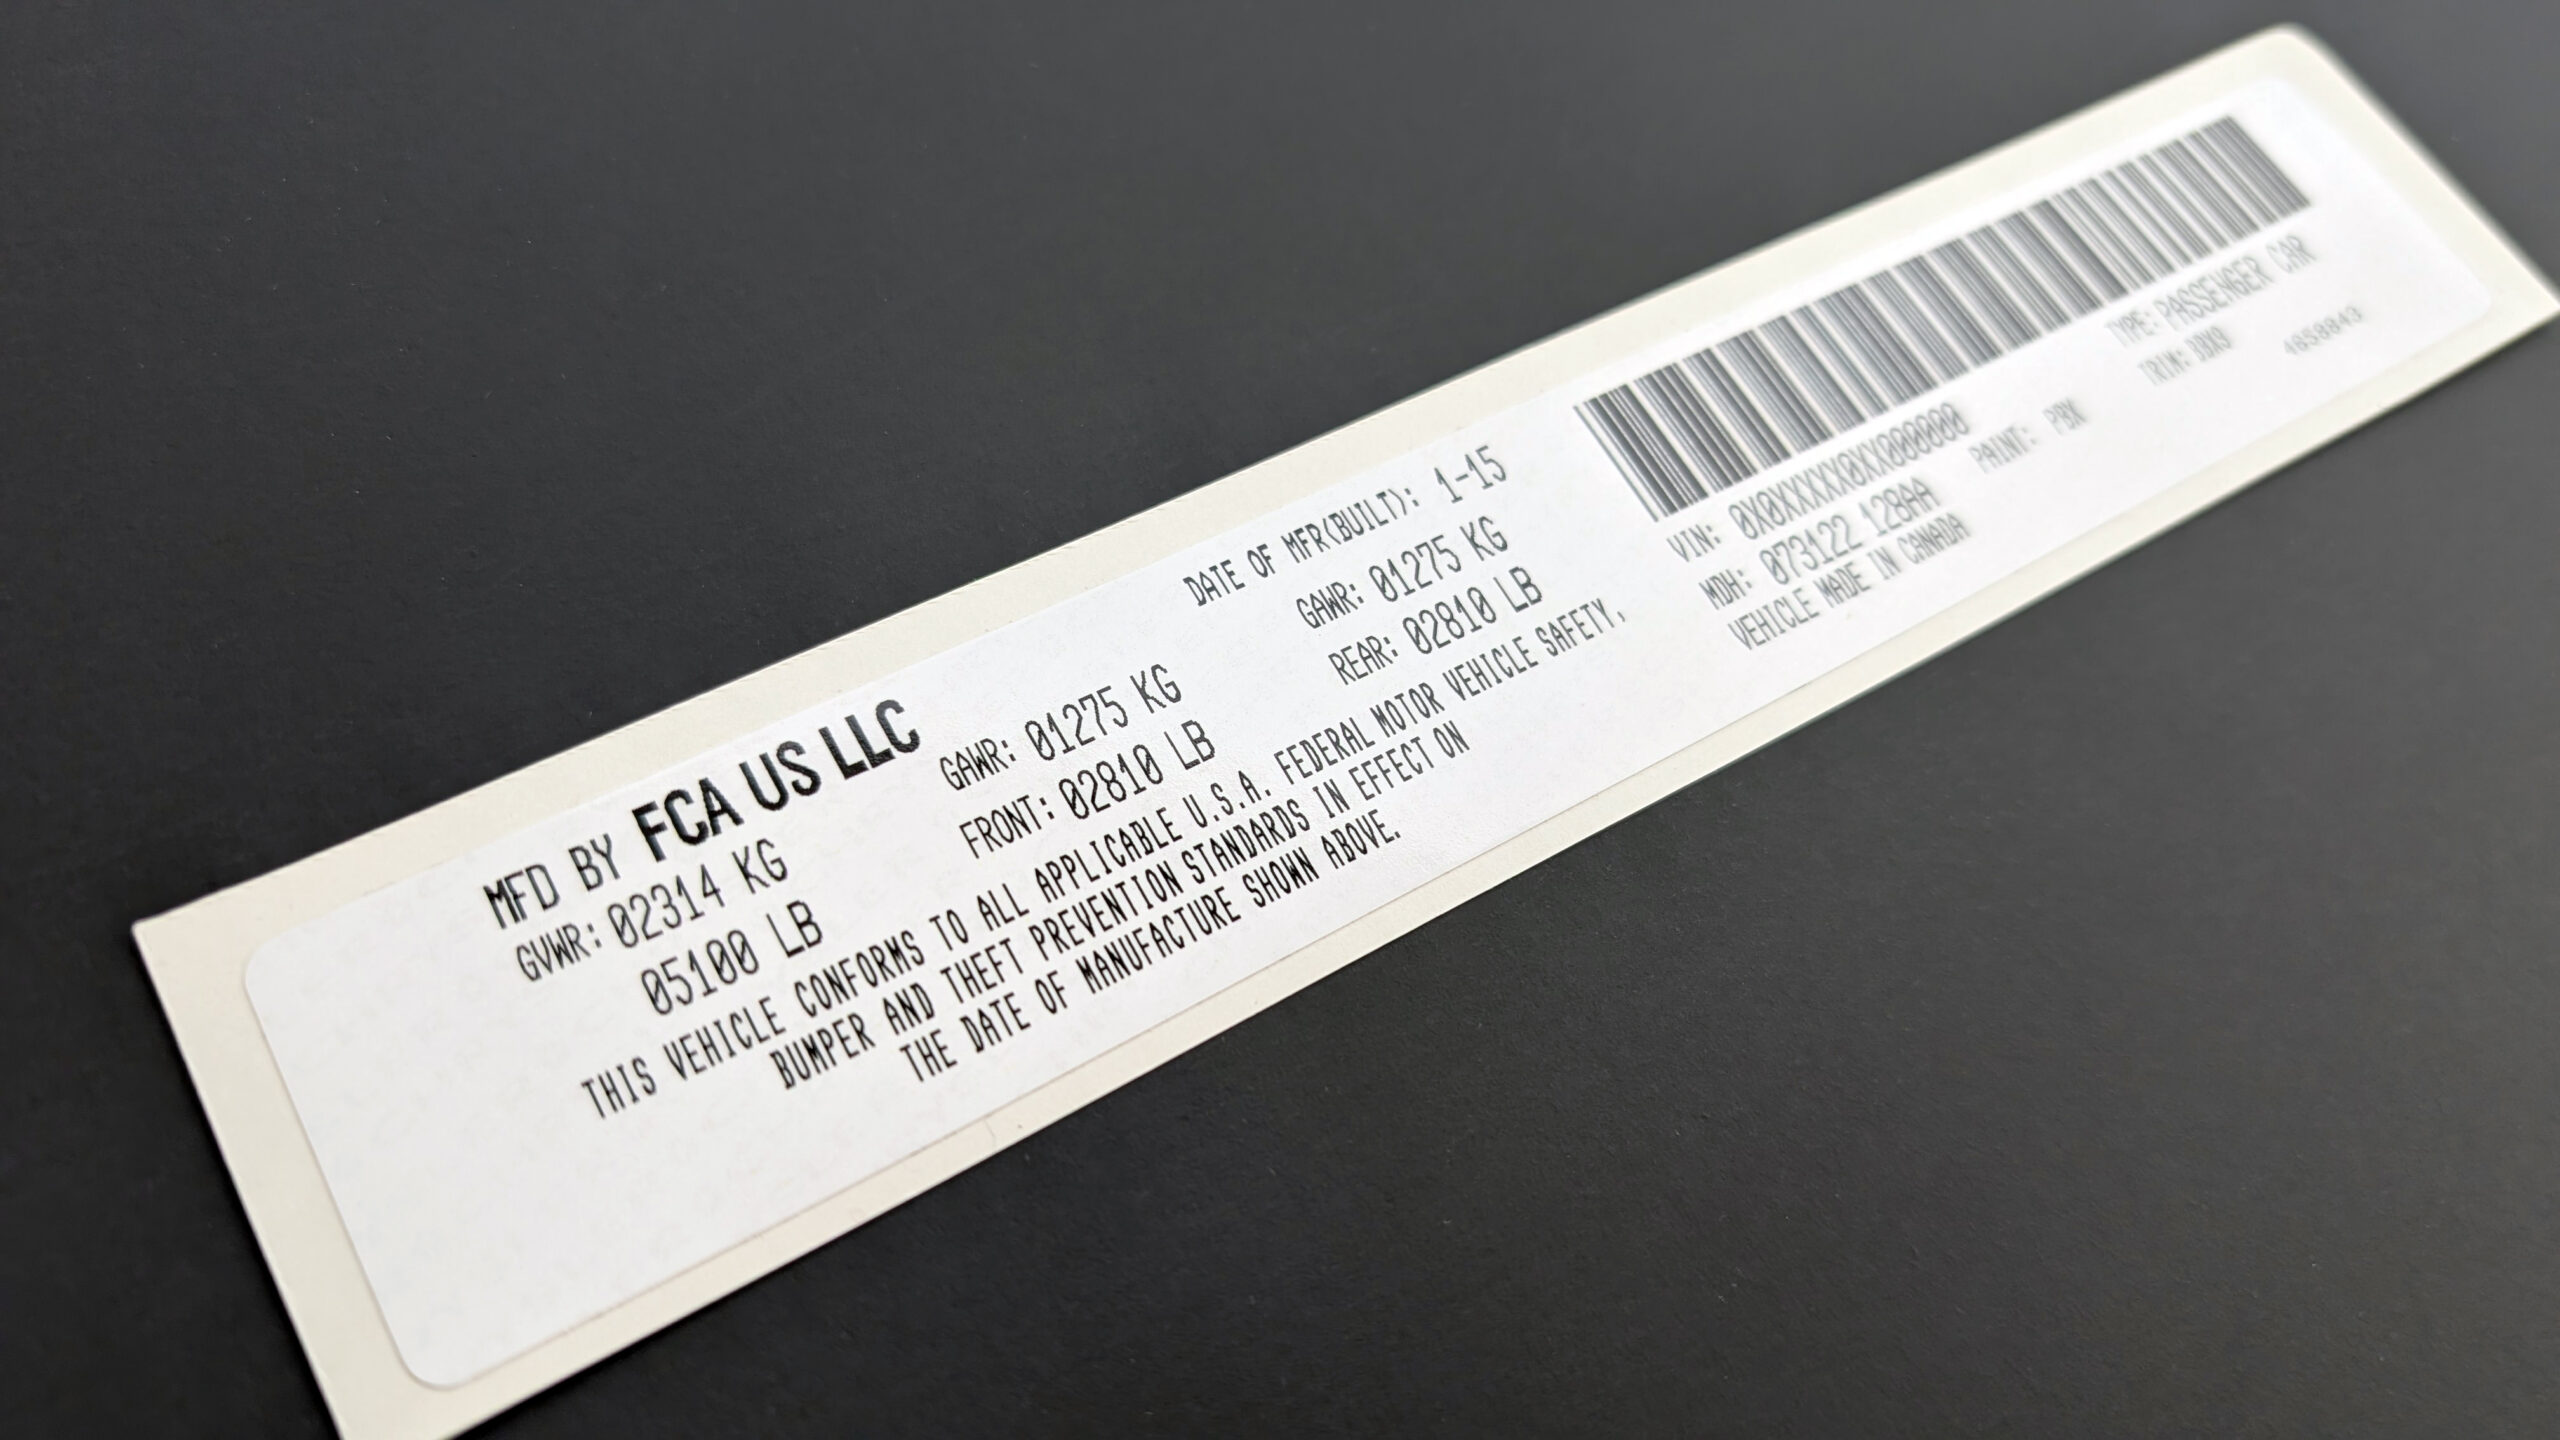 MFD BY FCA US LLC
DATE OF MFR(BUILT): 1-15
GVWR: 02314 KG
05100 LB
GAWR: 01275 KG
FRONT: 02810 LB
GAWR: 01275 KG
REAR: 02810 LB
THIS VEHICLE CONFORMS TO ALL APPLICABLE U.S.A. FEDERAL MOTOR VEHICLE SAFETY,
BUMPER AND THEFT PREVENTION STANDARDS IN EFFECT ON
THE DATE OF MANUFACTURE SHOWN ABOVE.
VIN: 0X0XXXXX0XX000000
TYPE: PASSENGER CAR
MDH: 073122 128AA
PAINT: PBX
TRIM:
VEHICLE MADE IN CANADA
4658843